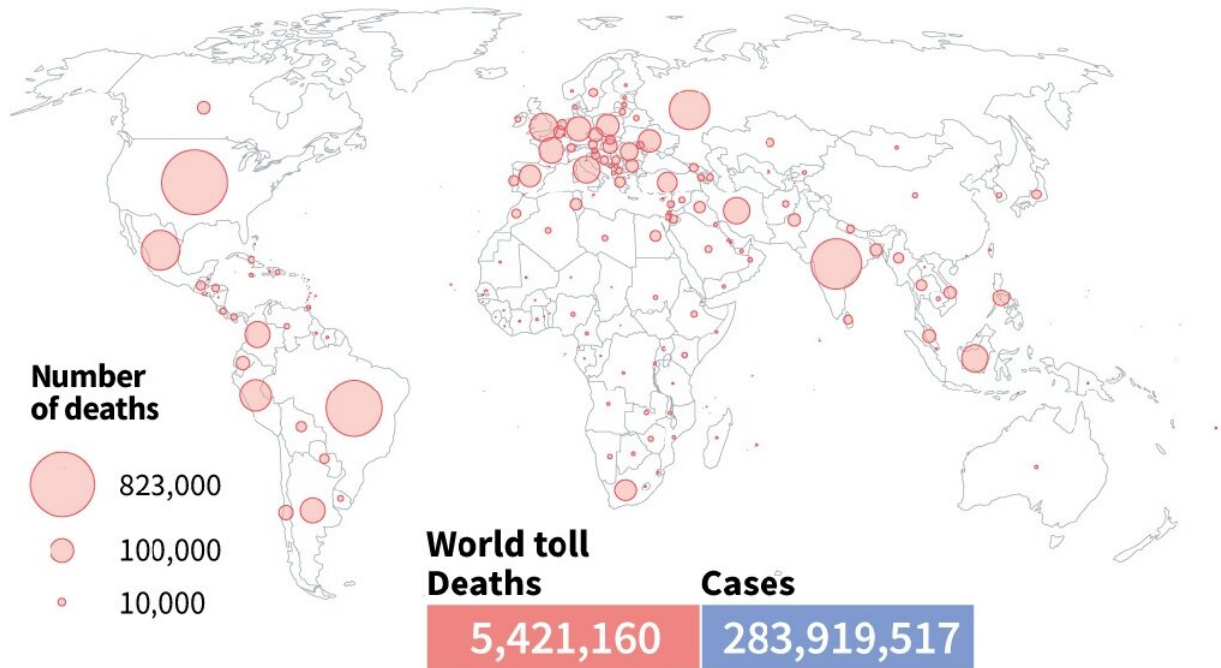 Number
of deaths
823,000
100,000
10,000
World toll
Deaths
Cases
5,421,160
283,919,517